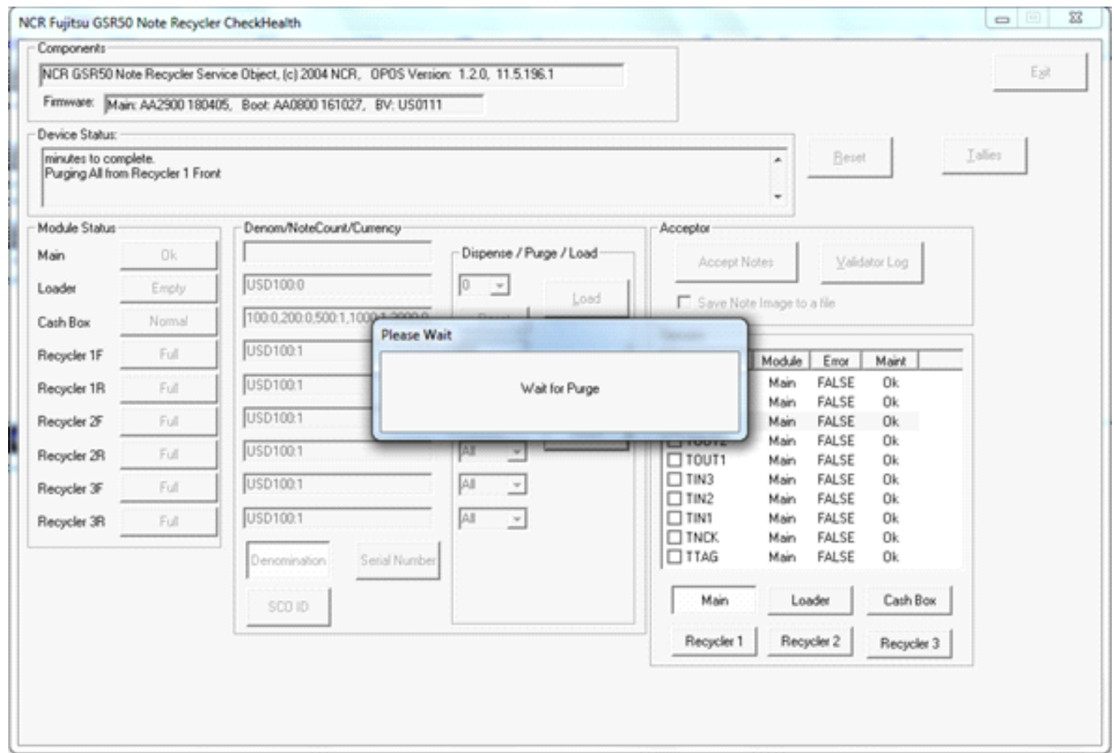 NCR Fujitsu GSR50 Note Recycler CheckHealth
Components
NCR GSR50 Note Recycler Service Object, (c) 2004 NCR, OPOS Version: 1.2.0, 11.5.196.1
Exit
Firmware: Main: AA2900 180405, Boot: AA0800 161027, BV: US0111
Device Status:
minutes to complete.
Purging All from Recycler 1 Front
Reset
Tallies
Module Status
Denom/NoteCount/Currency
Acceptor
Main Ok
Dispense / Purge / Load
Accept Notes Validator Log
Loader Empty USD100:0 0 Load
Save Note Image to a file
Cash Box Normal 100:0,200:0,500:1,1000:1
Please Wait
Wait for Purge
Recycler 1F Full USD100:1
Module Error Maint
Main FALSE Ok
Recycler 1R Full USD100:1
Main FALSE Ok
Recycler 2F Full USD100:1
Main FALSE Ok
TOUT2 Main FALSE Ok
Recycler 2R Full USD100:1 All
TOUT1 Main FALSE Ok
TIN3 Main FALSE Ok
Recycler 3F Full USD100:1 All
TIN2 Main FALSE Ok
Recycler 3R Full USD100:1 All
TIN1 Main FALSE Ok
TNCK Main FALSE Ok
TTAG Main FALSE Ok
Denomination Serial Number
SCO ID
Main Loader Cash Box
Recycler 1 Recycler 2 Recycler 3